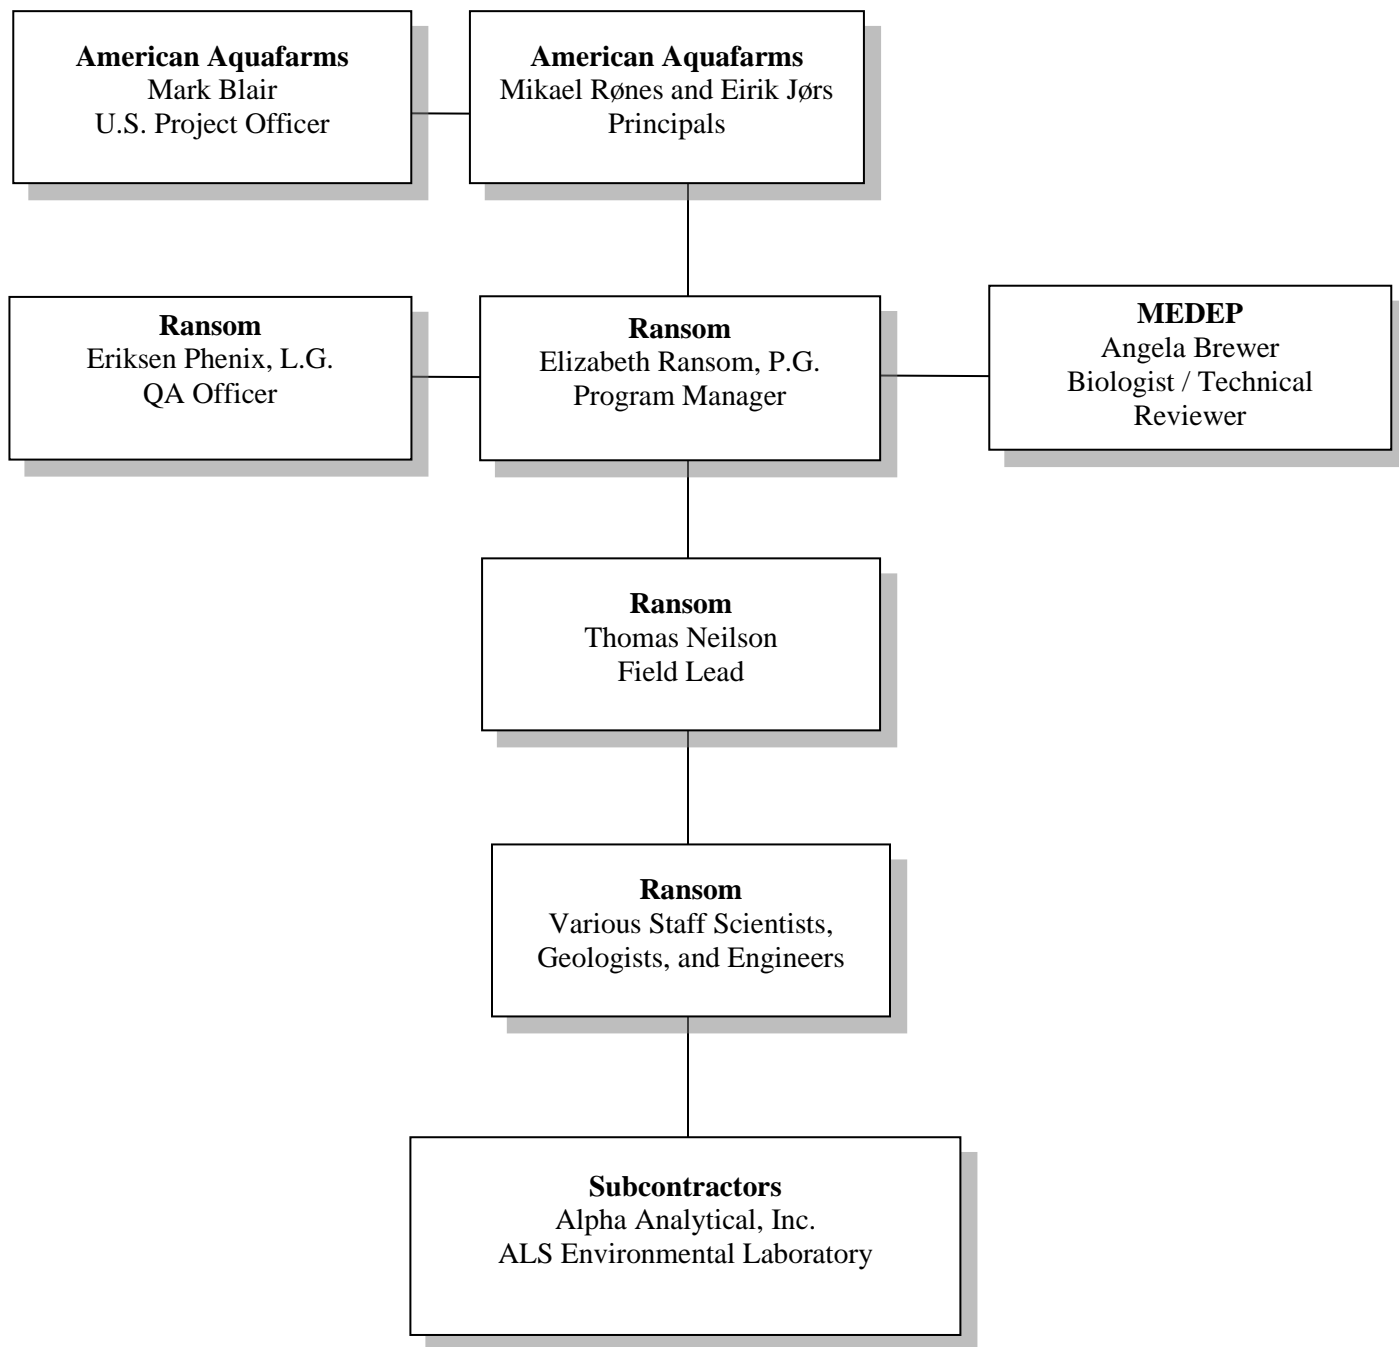 American Aquafarms
Mark Blair
U.S. Project Officer
American Aquafarms
Mikael Rønes and Eirik Jørs
Principals
Ransom
Eriksen Phenix, L.G.
QA Officer
Ransom
Elizabeth Ransom, P.G.
Program Manager
MEDEP
Angela Brewer
Biologist / Technical
Reviewer
Ransom
Thomas Neilson
Field Lead
Ransom
Various Staff Scientists,
Geologists, and Engineers
Subcontractors
Alpha Analytical, Inc.
ALS Environmental Laboratory